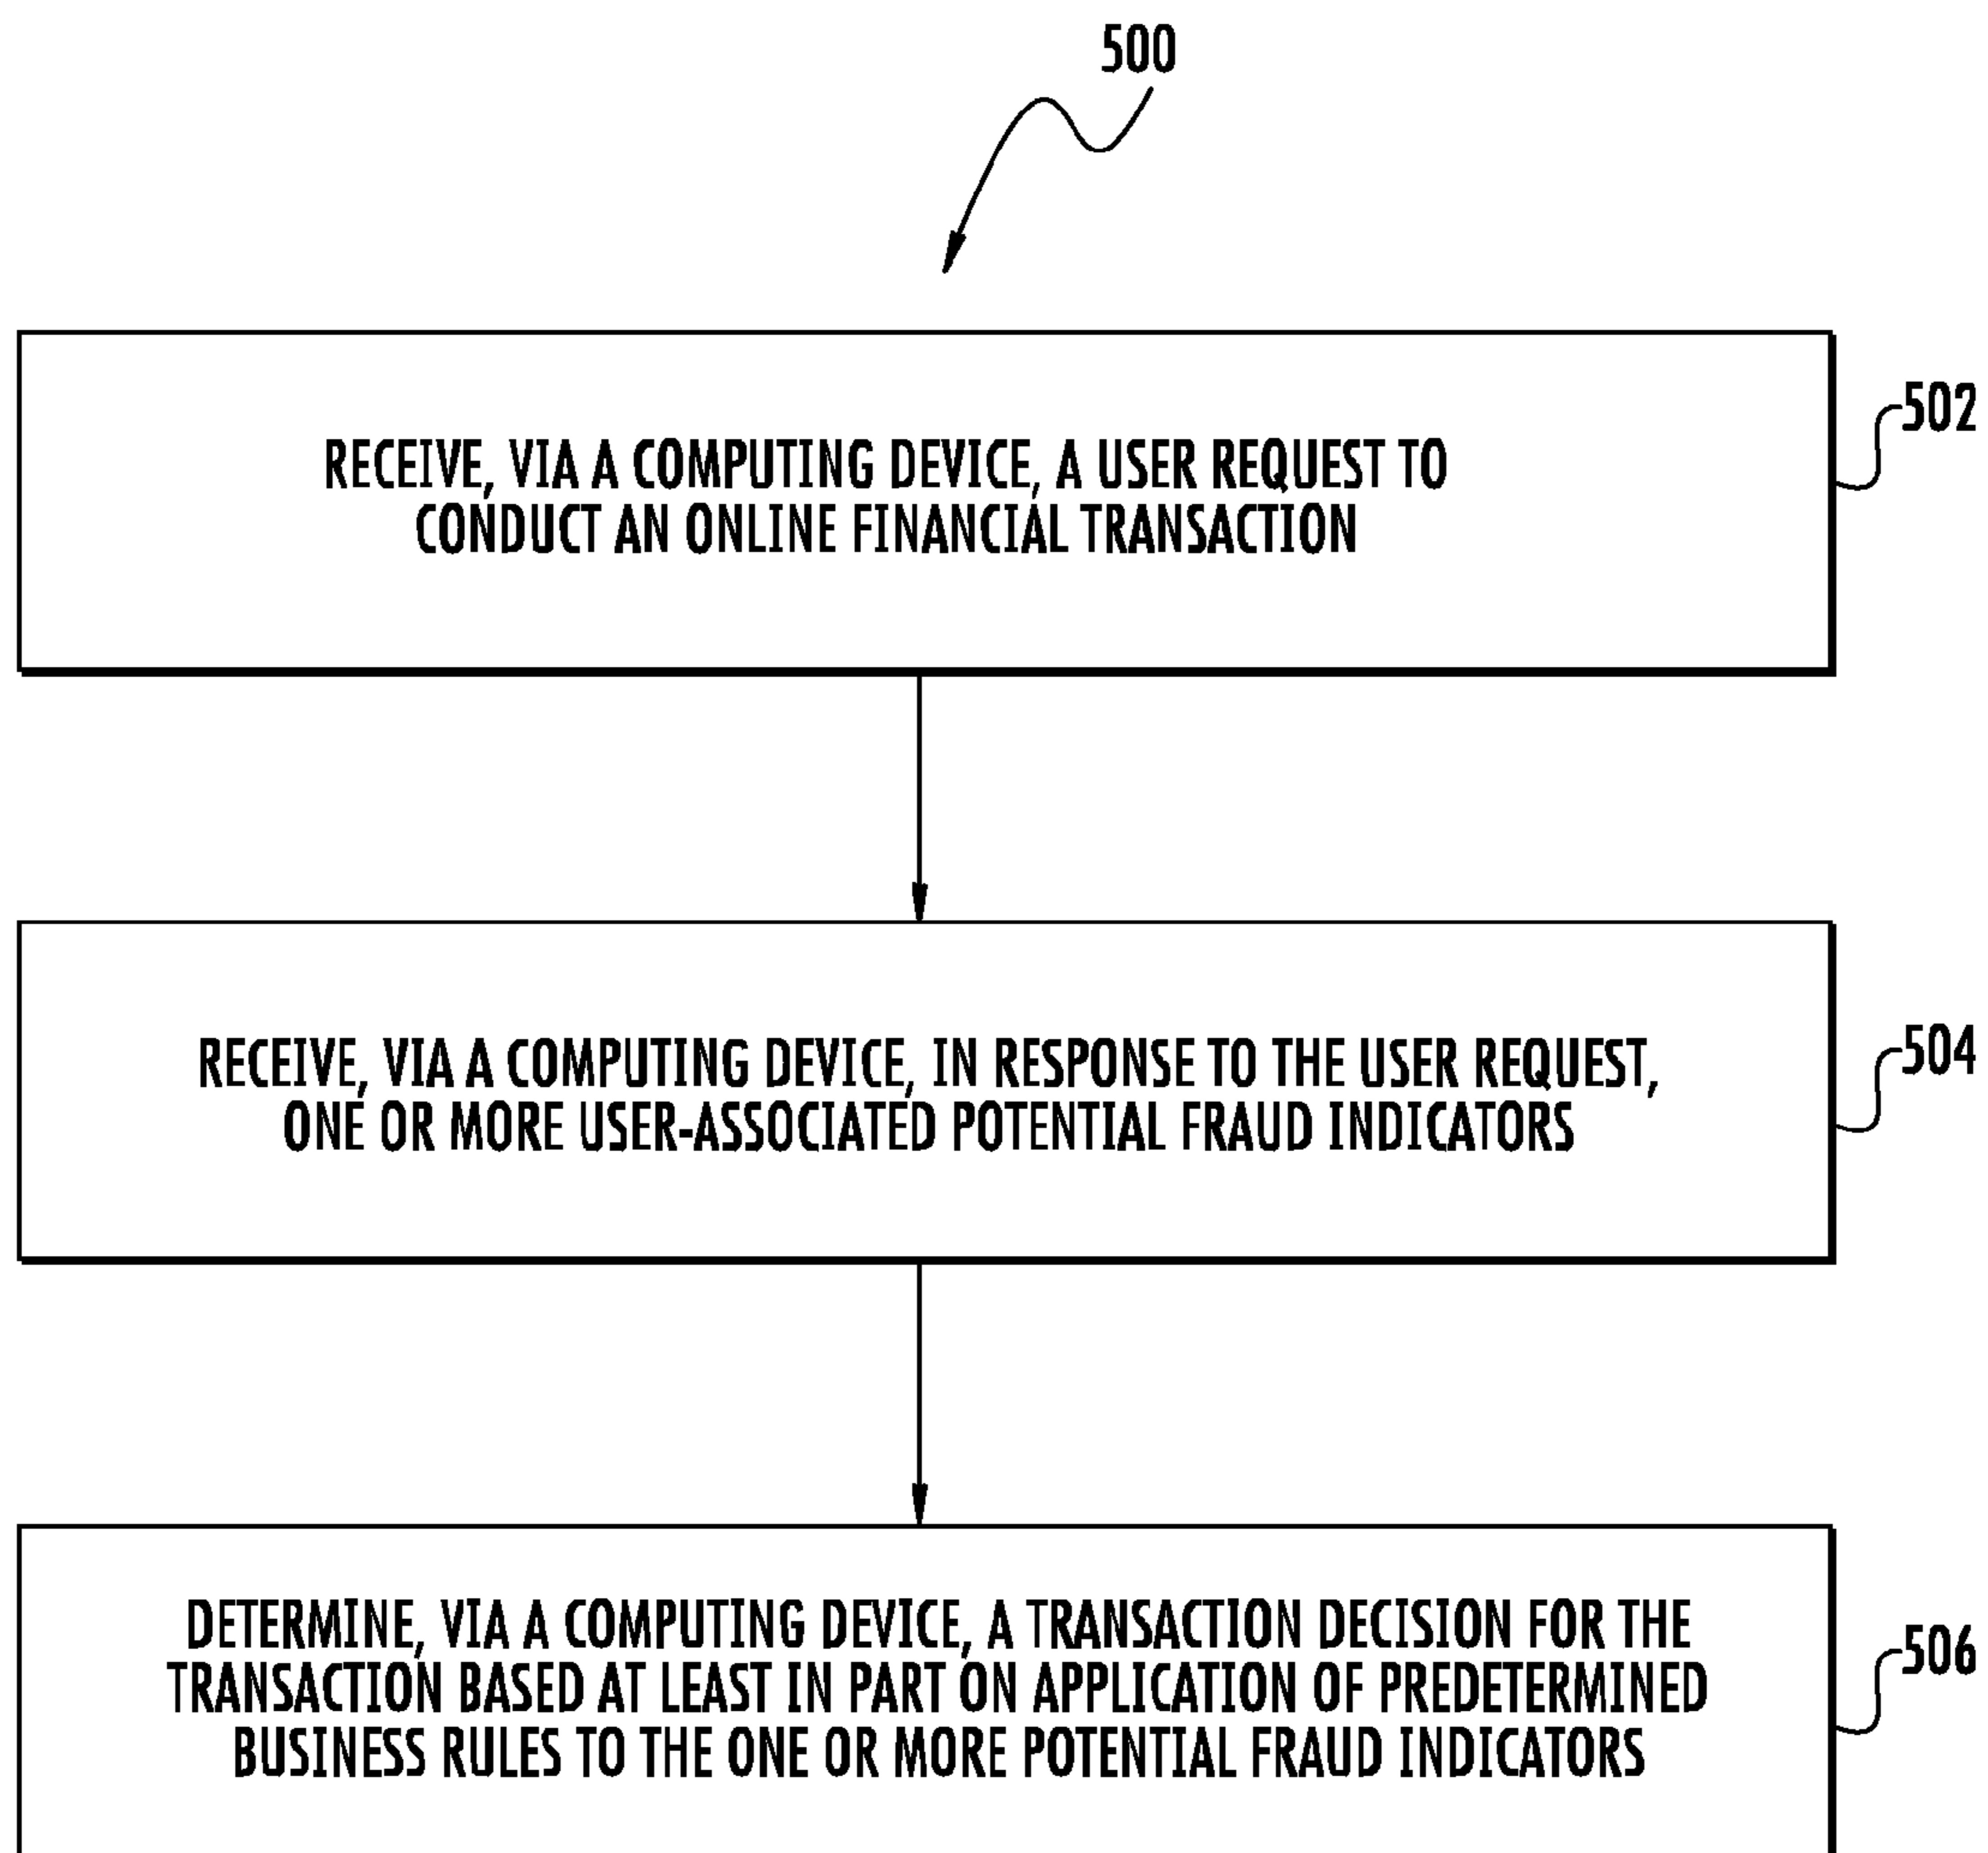 500
502
RECEIVE, VIA A COMPUTING DEVICE, A USER REQUEST TO
CONDUCT AN ONLINE FINANCIAL TRANSACTION
504
RECEIVE, VIA A COMPUTING DEVICE, IN RESPONSE TO THE USER REQUEST,
ONE OR MORE USER-ASSOCIATED POTENTIAL FRAUD INDICATORS
506
DETERMINE, VIA A COMPUTING DEVICE, A TRANSACTION DECISION FOR THE
TRANSACTION BASED AT LEAST IN PART ON APPLICATION OF PREDETERMINED
BUSINESS RULES TO THE ONE OR MORE POTENTIAL FRAUD INDICATORS